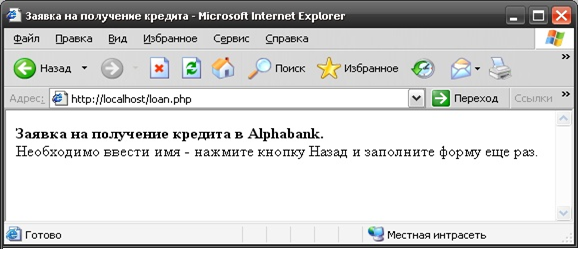 Заявка на получение кредита - Microsoft Internet Explorer
Файл Правка Вид Избранное Сервис Справка
Назад Поиск Избранное
Адрес: http://localhost/loan.php Переход Ссылки
Заявка на получение кредита в Alphabank.
Необходимо ввести имя - нажмите кнопку Назад и заполните форму еще раз.
Готово Местная интрасеть